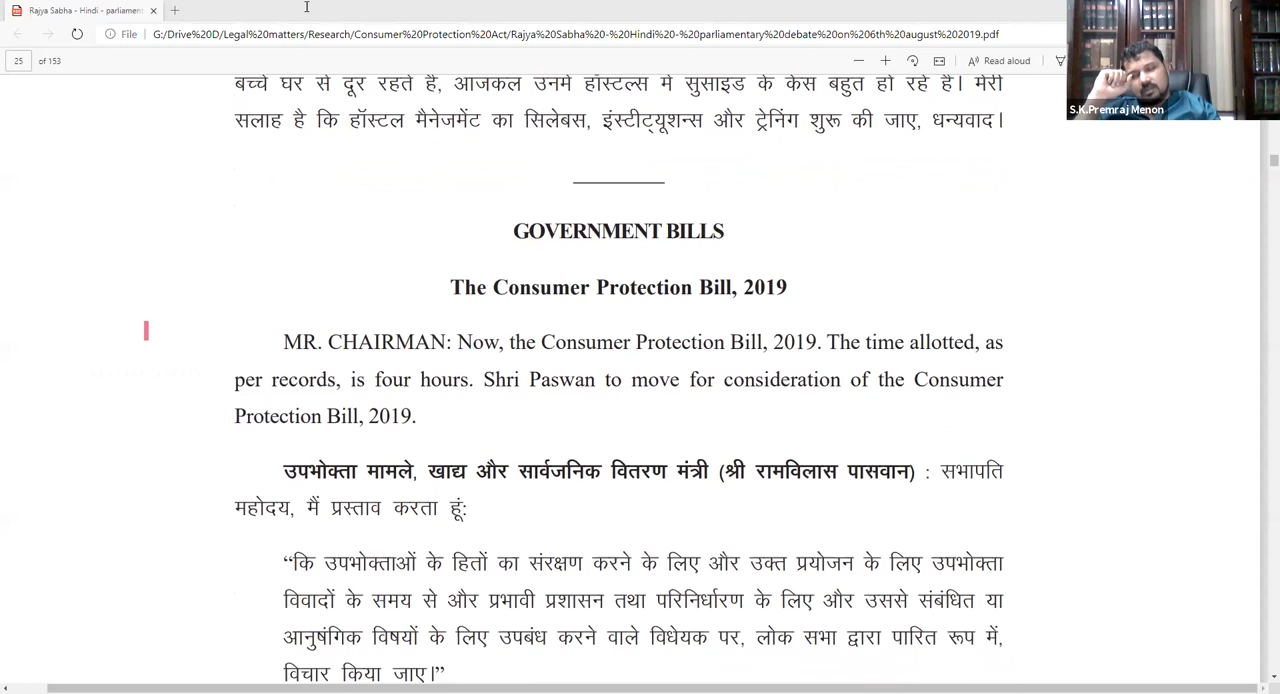 Rajya Sabha - Hindi - parliamen
File
G:/Drive%20D/Legal%20matters/Research/Consumer%20Protection%20Act/Rajya%20Sabha%20-%20Hindi%20-%20parliamentary%20debate%20on%206th%20august%202019.pdf
25 of 153
Read aloud
S.K.Premraj Menon
बच्चे घर से दूर रहते है, आजकल उनमें हॉस्टल्स में सुसाइड के केस बहुत हो रहे है। मेरी
सलाह है कि हॉस्टल मैनेजमेंट का सिलेबस, इंस्टीट्यूशन्स और ट्रेनिंग शुरू की जाए, धन्यवाद।
GOVERNMENT BILLS
The Consumer Protection Bill, 2019
MR. CHAIRMAN: Now, the Consumer Protection Bill, 2019. The time allotted, as
per records, is four hours. Shri Paswan to move for consideration of the Consumer
Protection Bill, 2019.
उपभोक्ता मामले, खाद्य और सार्वजनिक वितरण मंत्री (श्री रामविलास पासवान) : सभापति
महोदय, मैं प्रस्ताव करता हूं:
“कि उपभोक्ताओं के हितों का संरक्षण करने के लिए और उक्त प्रयोजन के लिए उपभोक्ता
विवादों के समय से और प्रभावी प्रशासन तथा परिनिर्धारण के लिए और उससे संबंधित या
आनुषंगिक विषयों के लिए उपबंध करने वाले विधेयक पर, लोक सभा द्वारा पारित रूप में,
विचार किया जाए।”